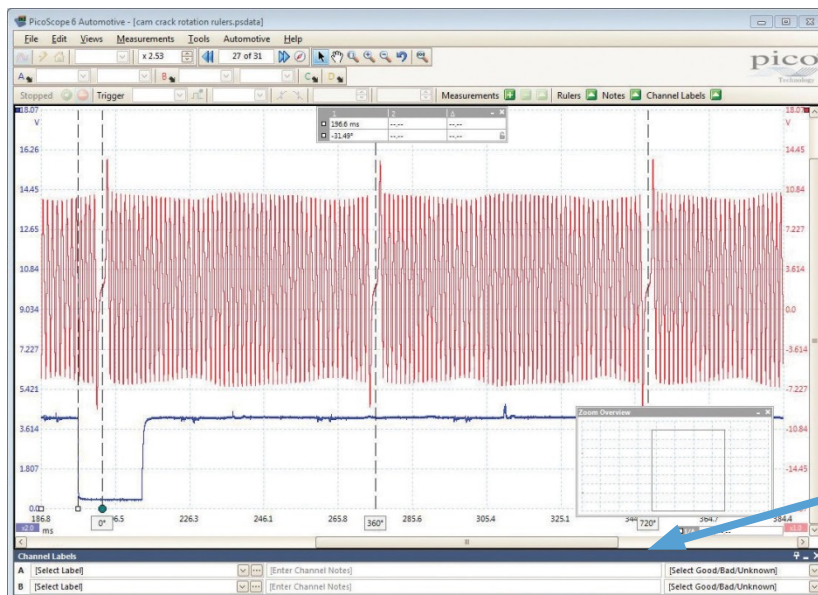 PicoScope 6 Automotive - [cam crack rotation rulers.psdata]
File Edit Views Measurements Tools Automotive Help
x 2.53 27 of 31
pico
Technology
A B C D
Stopped Trigger Measurements Rulers Notes Channel Labels
1 2 Δ
196.6 ms --.-- --.--
-31.49° --.-- --.--
18.07 18.07
V V
16.26 14.45
14.45 10.84
12.65 7.227
10.84 3.614
9.034 0.0
7.227 -3.614
5.421 -7.227
Zoom Overview
3.614 -10.84
1.807 -14.45
0.0
186.8 0° 226.3 246.1 265.8 360° 285.6 305.4 325.1 720° 364.7 384.4
x2.0 ms x1.0
Channel Labels
A [Select Label] [Enter Channel Notes] [Select Good/Bad/Unknown]
B [Select Label] [Enter Channel Notes] [Select Good/Bad/Unknown]